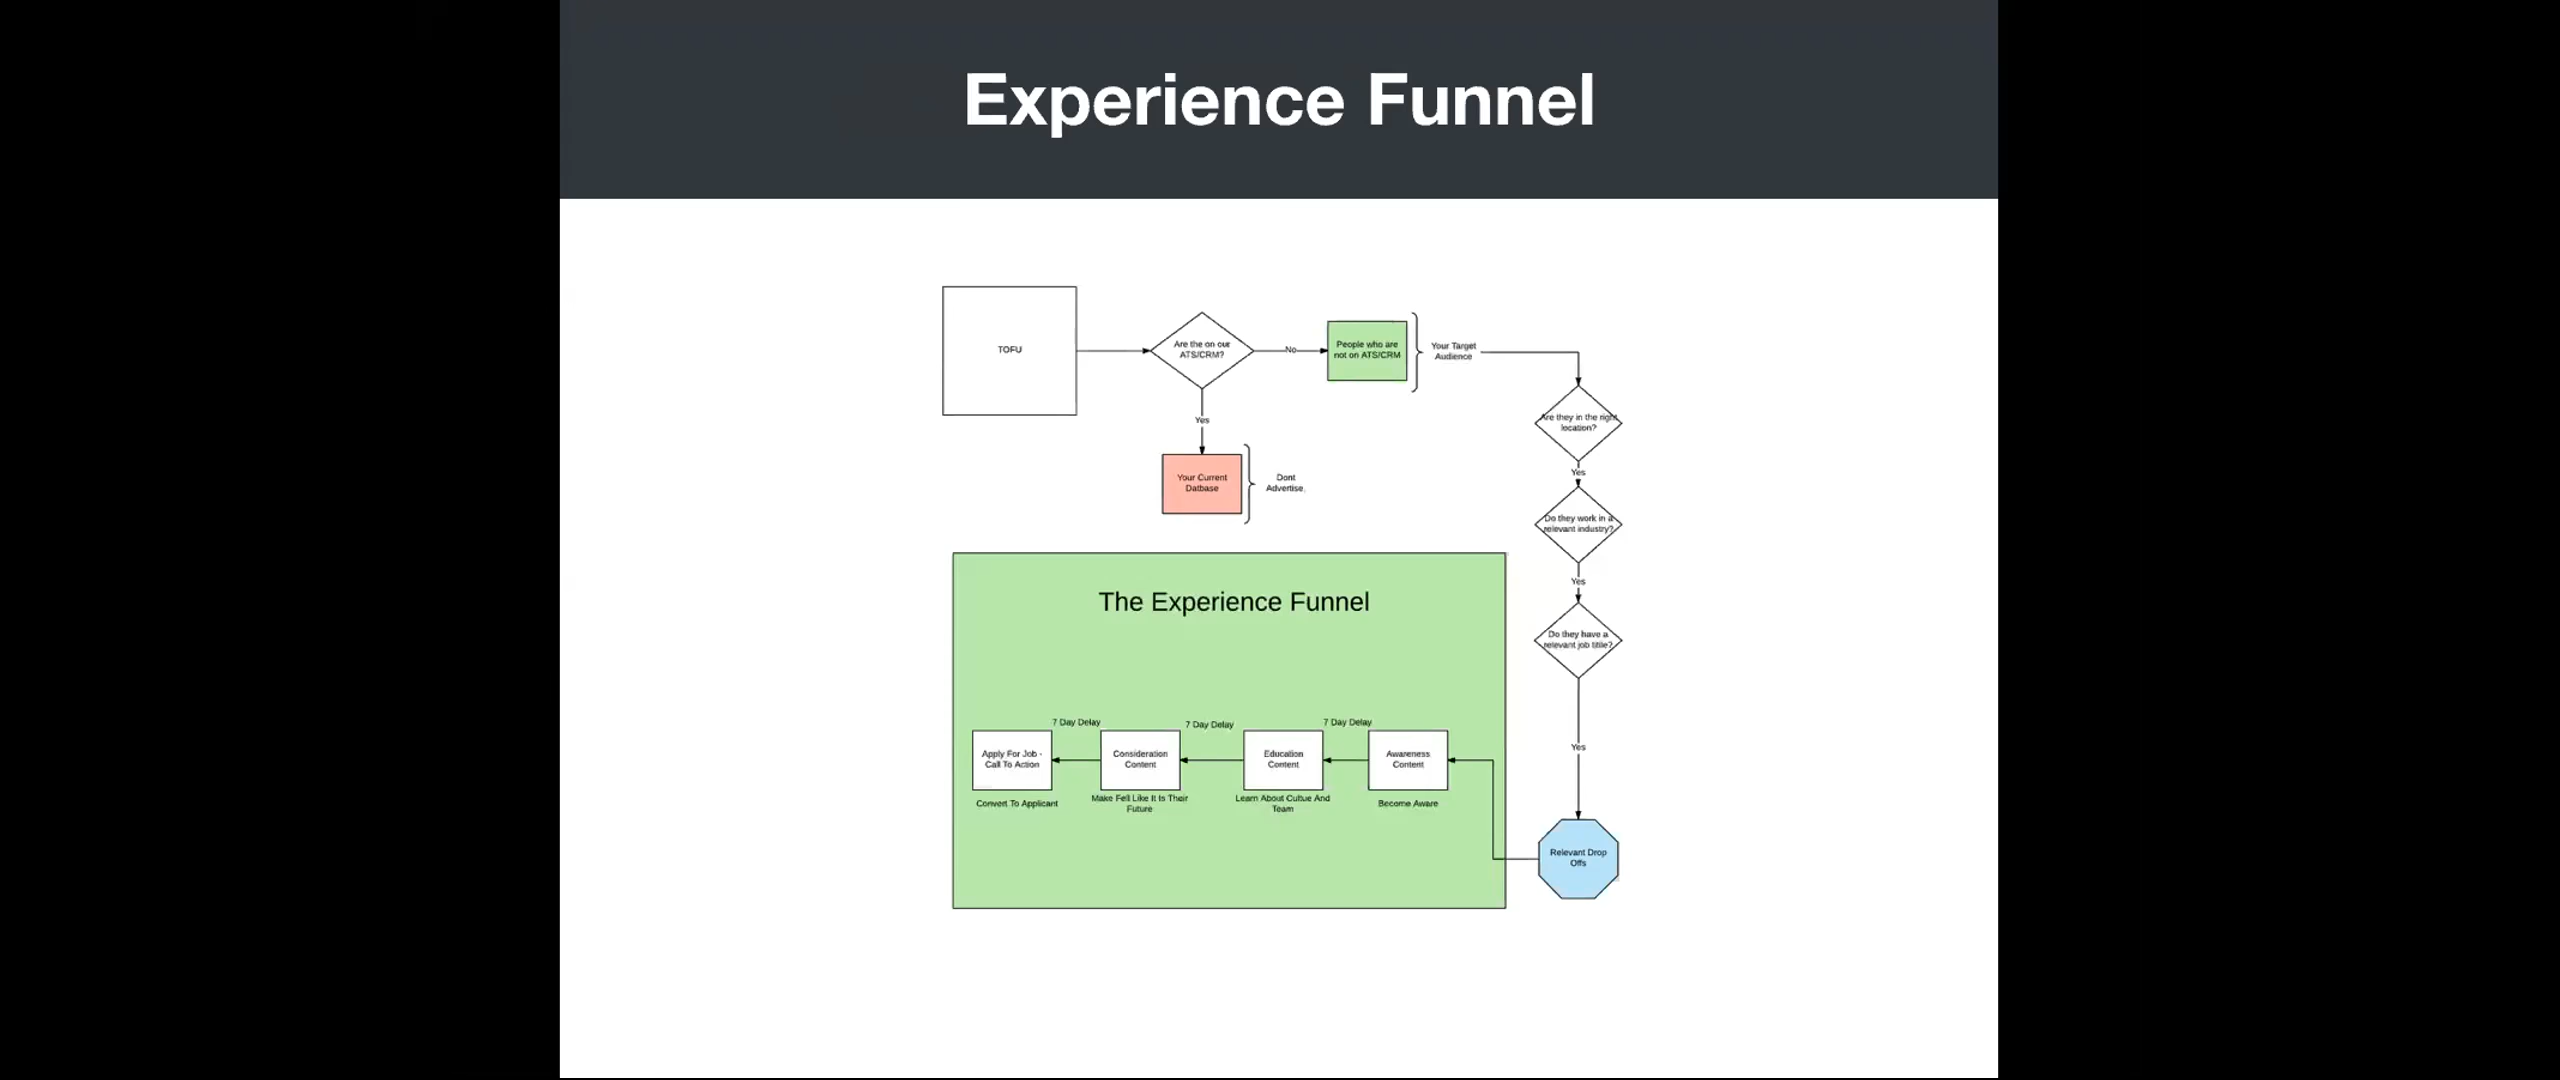 Experience Funnel
TOFU
Are the on our
ATS/CRM?
No
People who are
not on ATS/CRM
Your Target
Audience
Yes
Your Current
Datbase
Dont
Advertise.
Are they in the right
location?
Yes
Do they work in a
relevant industry?
Yes
Do they have a
relevant job titile?
Yes
Relevant Drop
Offs
The Experience Funnel
7 Day Delay
7 Day Delay
7 Day Delay
Apply For Job -
Call To Action
Consideration
Content
Education
Content
Awareness
Content
Convert To Applicant
Make Fell Like It Is Their
Future
Learn About Cultue And
Team
Become Aware